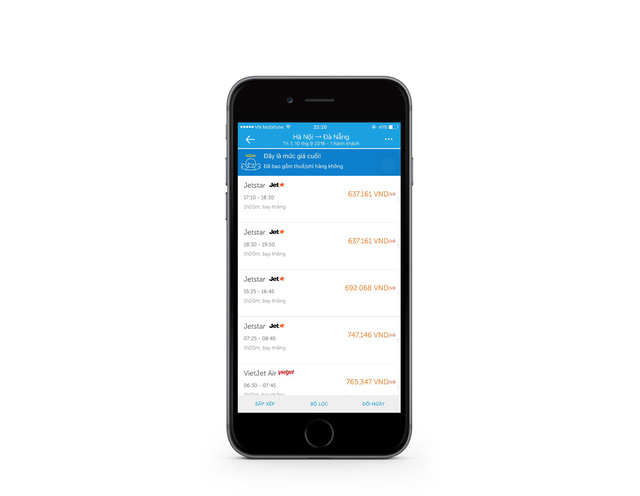 VN Mobifone 22:20 41%
Hà Nội → Đà Nẵng
Th 7, 10 thg 9 2016 - 1 hành khách
Đây là mức giá cuối!
Đã bao gồm thuế/phí hãng không
Jetstar Jet
637.161 VND/vé
17:10 - 18:30
1h20m, bay thẳng
Jetstar Jet
637.161 VND/vé
18:30 - 19:50
1h20m, bay thẳng
Jetstar Jet
692.068 VND/vé
15:25 - 16:45
1h20m, bay thẳng
Jetstar Jet
747.146 VND/vé
07:25 - 08:45
1h20m, bay thẳng
VietJet Air vietjet
765.347 VND/vé
06:30 - 07:45
SẮP XẾP BỘ LỌC ĐỔI NGÀY